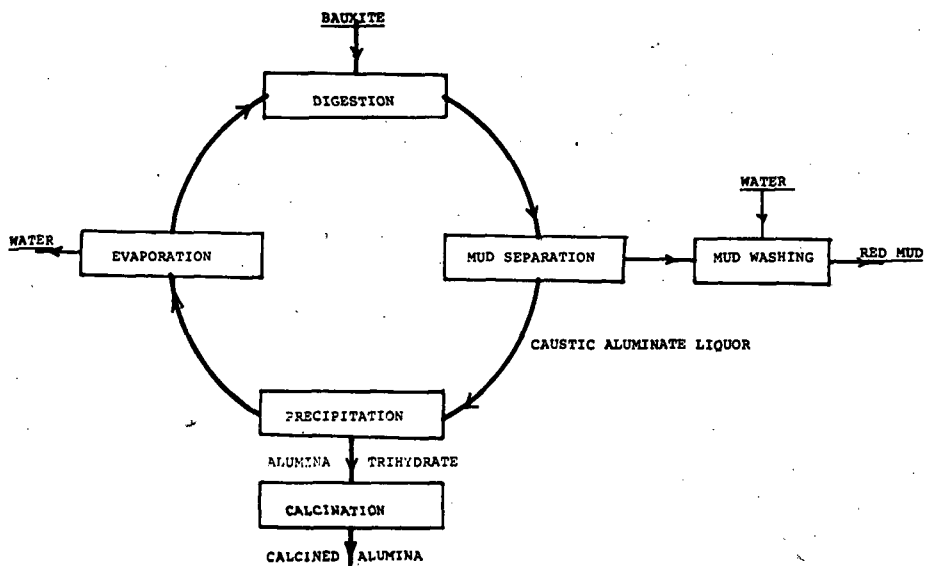 BAUXITE
DIGESTION
WATER
WATER
EVAPORATION
MUD SEPARATION
MUD WASHING
RED MUD
CAUSTIC ALUMINATE LIQUOR
PRECIPITATION
ALUMINA TRIHYDRATE
CALCINATION
CALCINED ALUMINA